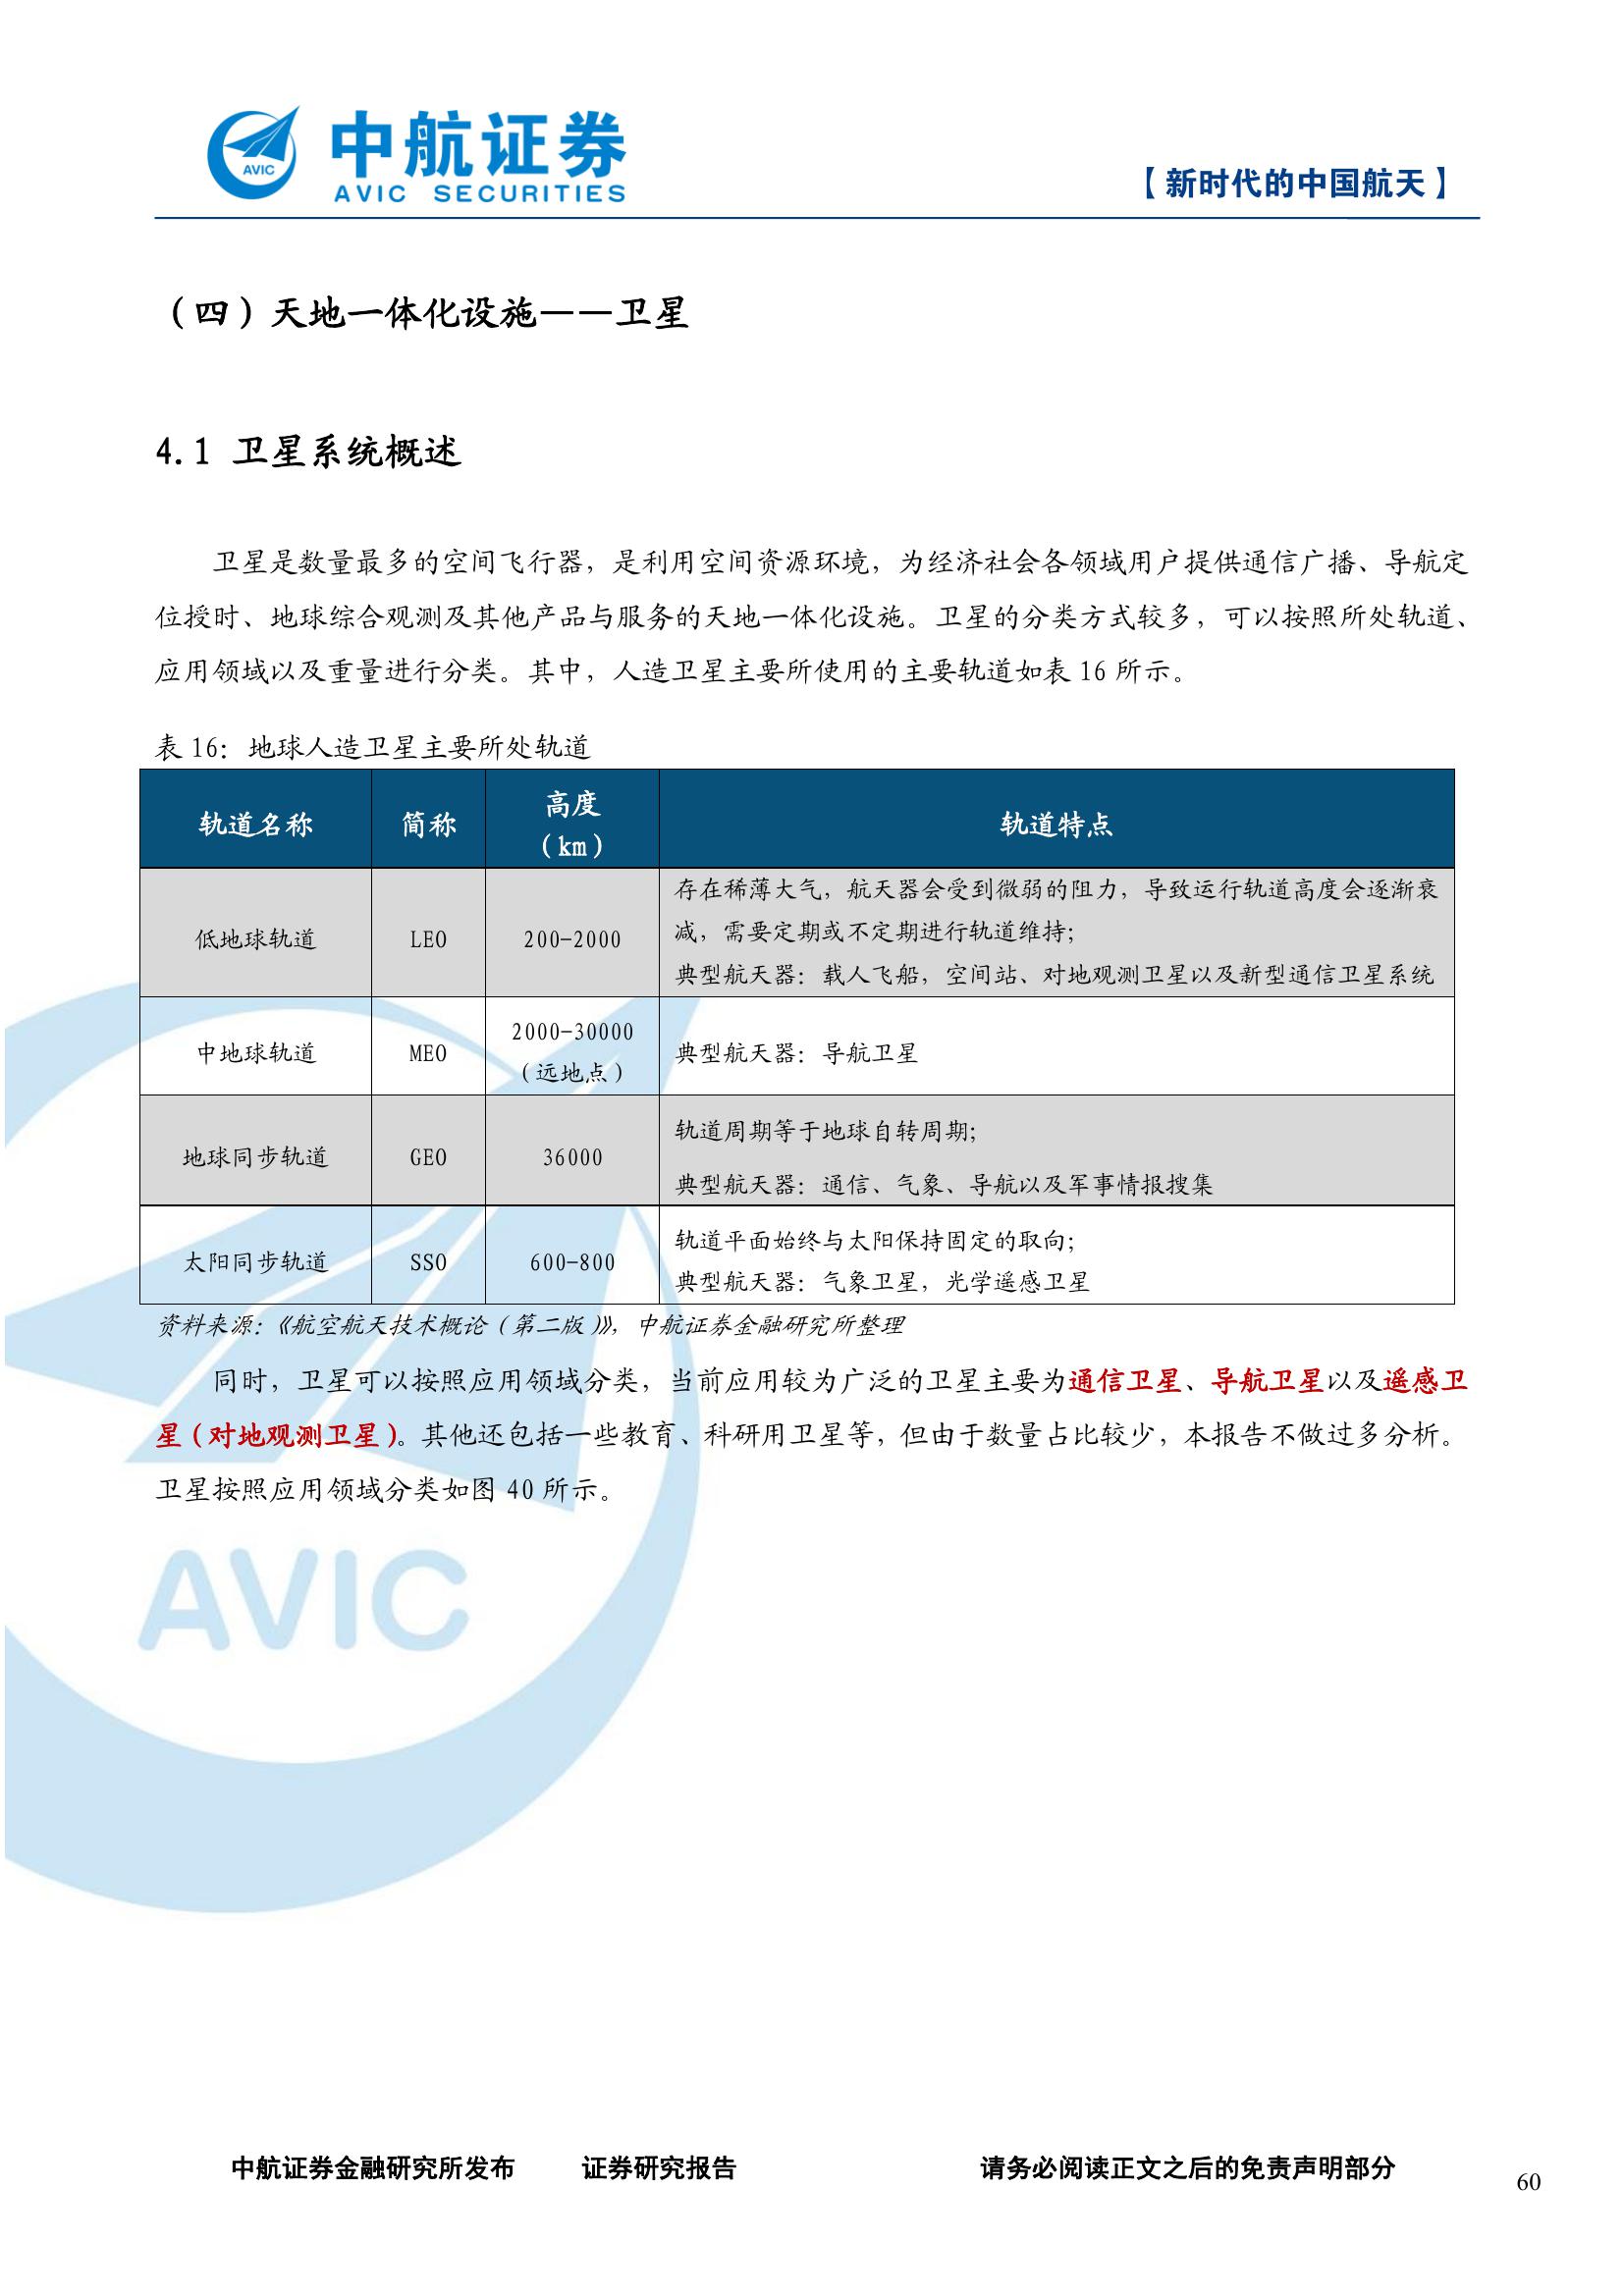 AVIC
中航证券
AVIC SECURITIES
【新时代的中国航天】
（四）天地一体化设施——卫星
4.1 卫星系统概述
卫星是数量最多的空间飞行器，是利用空间资源环境，为经济社会各领域用户提供通信广播、导航定
位授时、地球综合观测及其他产品与服务的天地一体化设施。卫星的分类方式较多，可以按照所处轨道、
应用领域以及重量进行分类。其中，人造卫星主要所使用的主要轨道如表 16 所示。
表 16：地球人造卫星主要所处轨道
轨道名称 简称 高度（km） 轨道特点
低地球轨道 LEO 200-2000
存在稀薄大气，航天器会受到微弱的阻力，导致运行轨道高度会逐渐衰
减，需要定期或不定期进行轨道维持；
典型航天器：载人飞船，空间站、对地观测卫星以及新型通信卫星系统
中地球轨道 MEO 2000-30000
（远地点）
典型航天器：导航卫星
地球同步轨道 GEO 36000
轨道周期等于地球自转周期；
典型航天器：通信、气象、导航以及军事情报搜集
太阳同步轨道 SSO 600-800
轨道平面始终与太阳保持固定的取向；
典型航天器：气象卫星，光学遥感卫星
资料来源：《航空航天技术概论（第二版）》，中航证券金融研究所整理
同时，卫星可以按照应用领域分类，当前应用较为广泛的卫星主要为通信卫星、导航卫星以及遥感卫
星（对地观测卫星）。其他还包括一些教育、科研用卫星等，但由于数量占比较少，本报告不做过多分析。
卫星按照应用领域分类如图 40 所示。
AVIC
中航证券金融研究所发布 证券研究报告 请务必阅读正文之后的免责声明部分
60